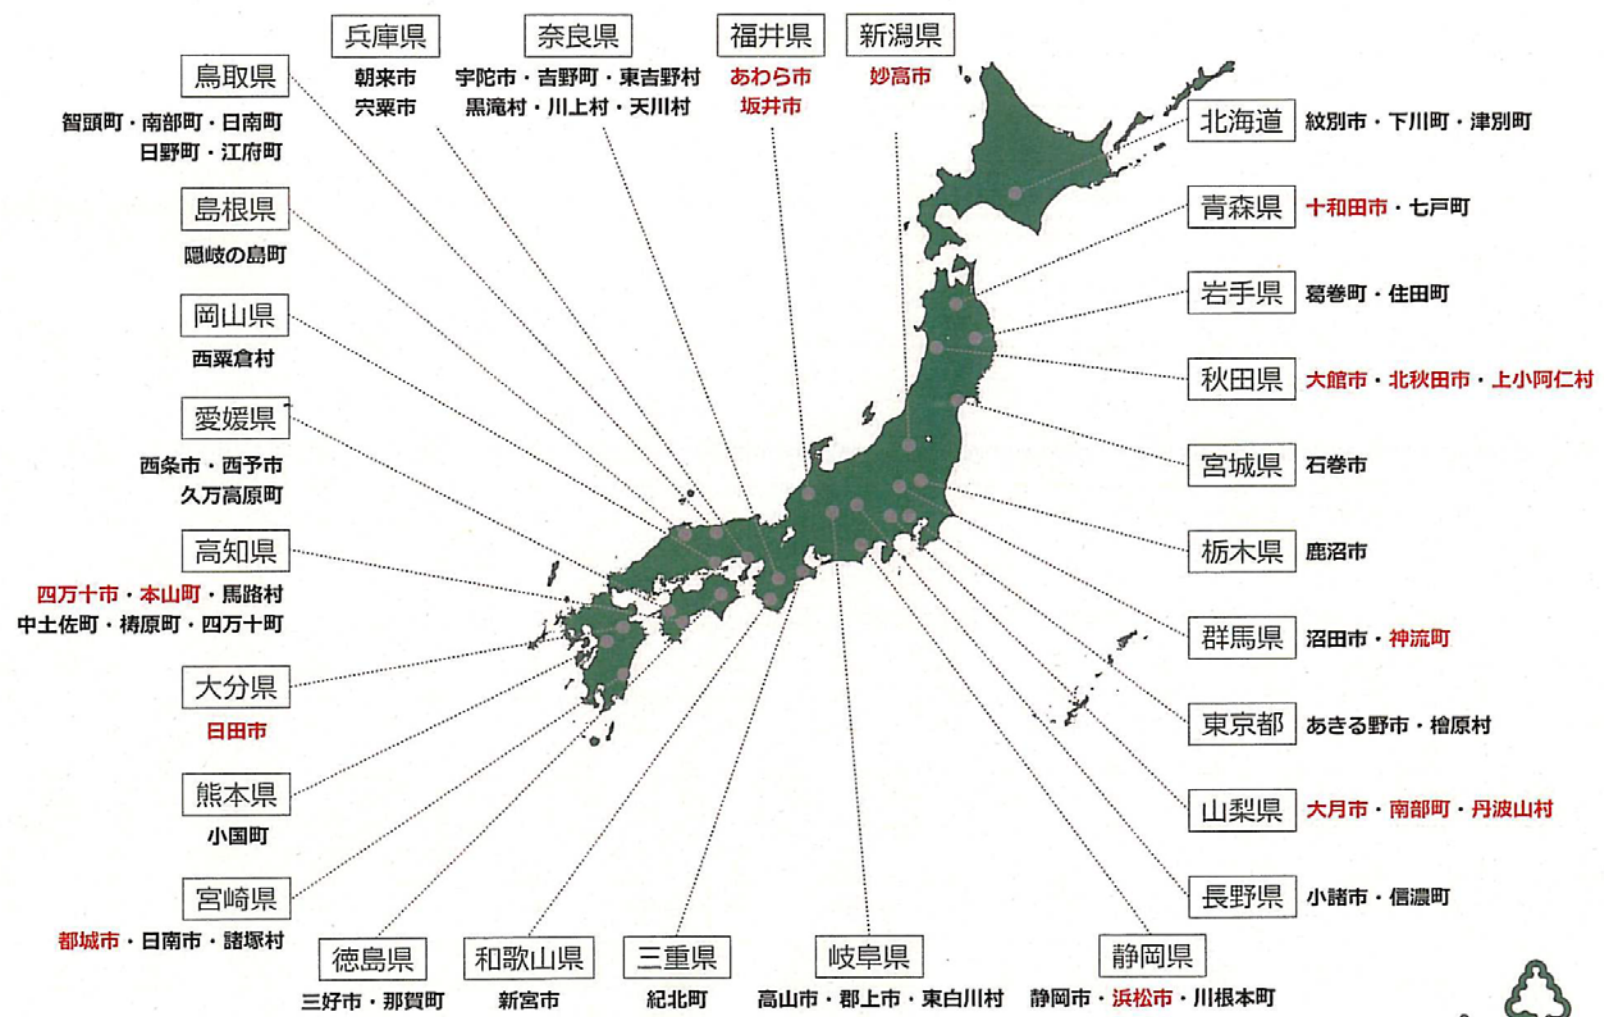 兵庫県
朝来市
宍粟市
奈良県
宇陀市・吉野町・東吉野村
黒滝村・川上村・天川村
福井県
あわら市
坂井市
新潟県
妙高市
鳥取県
智頭町・南部町・日南町
日野町・江府町
島根県
隠岐の島町
岡山県
西粟倉村
愛媛県
西条市・西予市
久万高原町
高知県
四万十市・本山町・馬路村
中土佐町・梼原町・四万十町
大分県
日田市
熊本県
小国町
宮崎県
都城市・日南市・諸塚村
北海道
紋別市・下川町・津別町
青森県
十和田市・七戸町
岩手県
葛巻町・住田町
秋田県
大館市・北秋田市・上小阿仁村
宮城県
石巻市
栃木県
鹿沼市
群馬県
沼田市・神流町
東京都
あきる野市・檜原村
山梨県
大月市・南部町・丹波山村
長野県
小諸市・信濃町
徳島県
三好市・那賀町
和歌山県
新宮市
三重県
紀北町
岐阜県
高山市・郡上市・東白川村
静岡県
静岡市・浜松市・川根本町